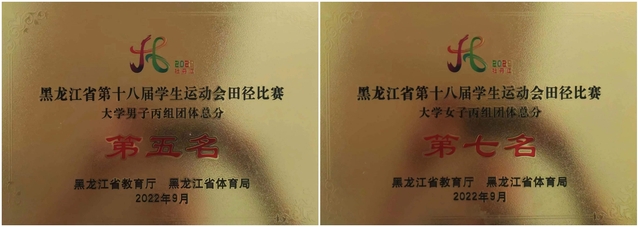 黑龙江省第十八届学生运动会田径比赛
大学男子丙组团体总分
第五名
黑龙江省教育厅 黑龙江省体育局
2022年9月
黑龙江省第十八届学生运动会田径比赛
大学女子丙组团体总分
第七名
黑龙江省教育厅 黑龙江省体育局
2022年9月